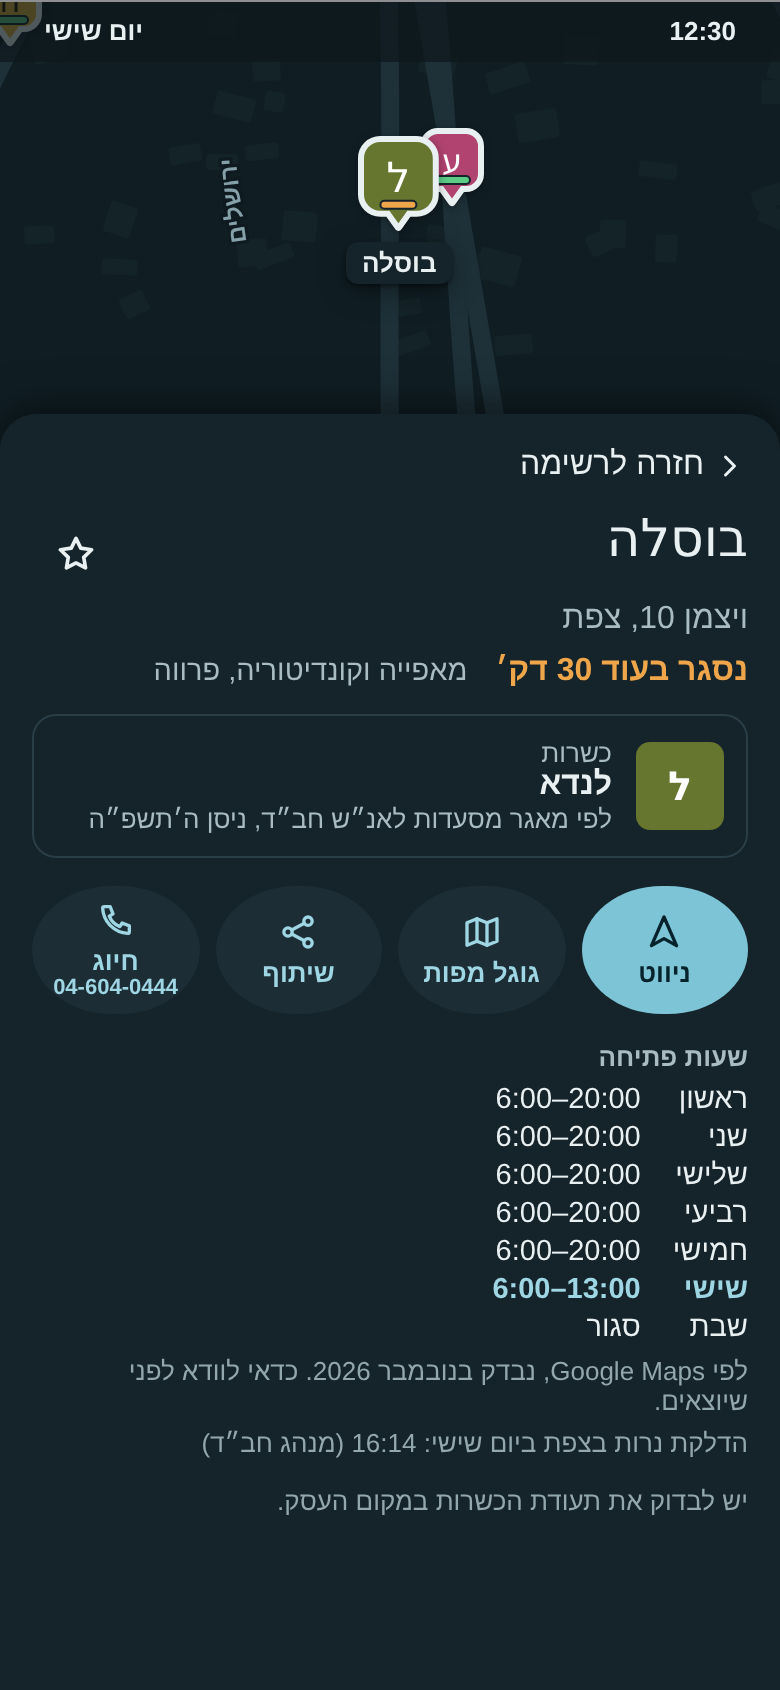 12:30
יום שישי
ירושלים
ל
ע
בוסלה
חזרה לרשימה
בוסלה
ויצמן 10, צפת
נסגר בעוד 30 דק׳ מאפייה וקונדיטוריה, פרווה
ל
כשרות
לנדא
לפי מאגר מסעדות לאנ״ש חב״ד, ניסן ה׳תשפ״ה
ניווט
גוגל מפות
שיתוף
חיוג
04-604-0444
שעות פתיחה
ראשון 6:00–20:00
שני 6:00–20:00
שלישי 6:00–20:00
רביעי 6:00–20:00
חמישי 6:00–20:00
שישי 6:00–13:00
שבת סגור
לפי Google Maps, נבדק בנובמבר 2026. כדאי לוודא לפני
שיוצאים.
הדלקת נרות בצפת ביום שישי: 16:14 (מנהג חב״ד)
יש לבדוק את תעודת הכשרות במקום העסק.